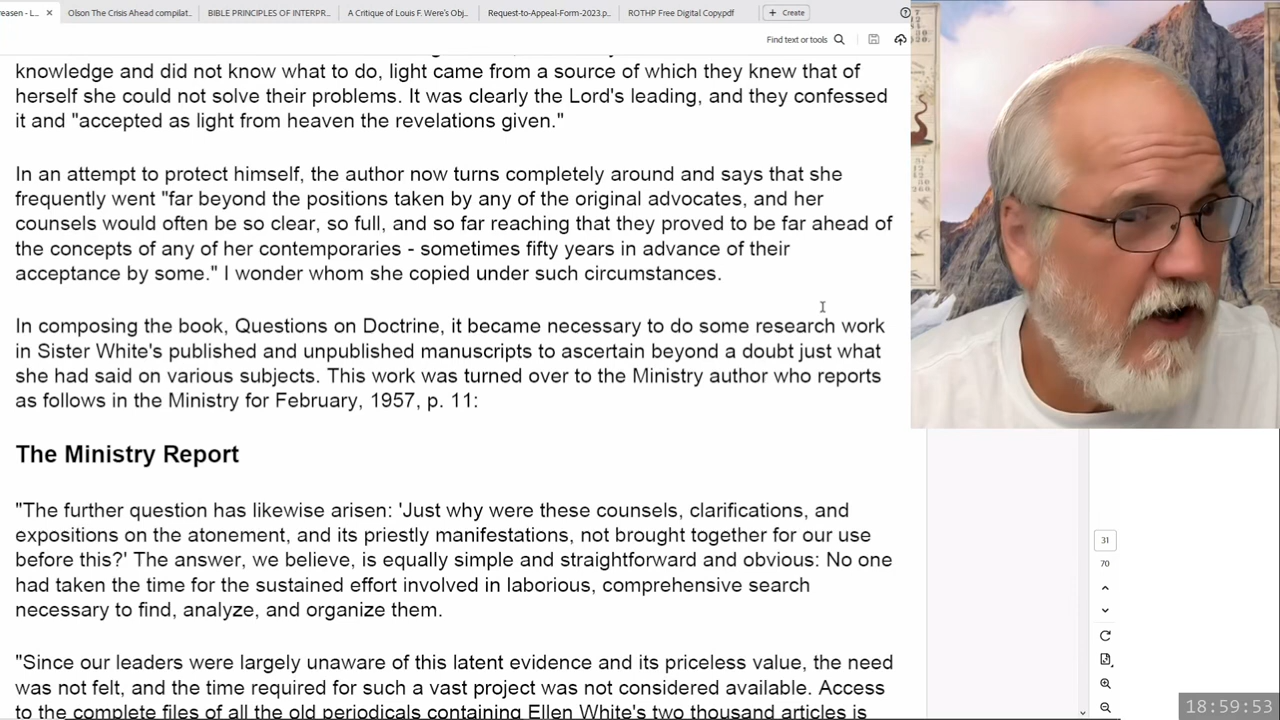 reasen - L...
Olson The Crisis Ahead compilat...
BIBLE PRINCIPLES OF INTERPR...
A Critique of Louis F. Were's Obj...
Request-to-Appeal-Form-2023.p...
ROTHP Free Digital Copy.pdf
+ Create
Find text or tools
knowledge and did not know what to do, light came from a source of which they knew that of
herself she could not solve their problems. It was clearly the Lord's leading, and they confessed
it and "accepted as light from heaven the revelations given."
In an attempt to protect himself, the author now turns completely around and says that she
frequently went "far beyond the positions taken by any of the original advocates, and her
counsels would often be so clear, so full, and so far reaching that they proved to be far ahead of
the concepts of any of her contemporaries - sometimes fifty years in advance of their
acceptance by some." I wonder whom she copied under such circumstances.
In composing the book, Questions on Doctrine, it became necessary to do some research work
in Sister White's published and unpublished manuscripts to ascertain beyond a doubt just what
she had said on various subjects. This work was turned over to the Ministry author who reports
as follows in the Ministry for February, 1957, p. 11:
The Ministry Report
"The further question has likewise arisen: 'Just why were these counsels, clarifications, and
expositions on the atonement, and its priestly manifestations, not brought together for our use
before this?' The answer, we believe, is equally simple and straightforward and obvious: No one
had taken the time for the sustained effort involved in laborious, comprehensive search
necessary to find, analyze, and organize them.
"Since our leaders were largely unaware of this latent evidence and its priceless value, the need
was not felt, and the time required for such a vast project was not considered available. Access
to the complete files of all the old periodicals containing Ellen White's two thousand articles is
31
70
18:59:53